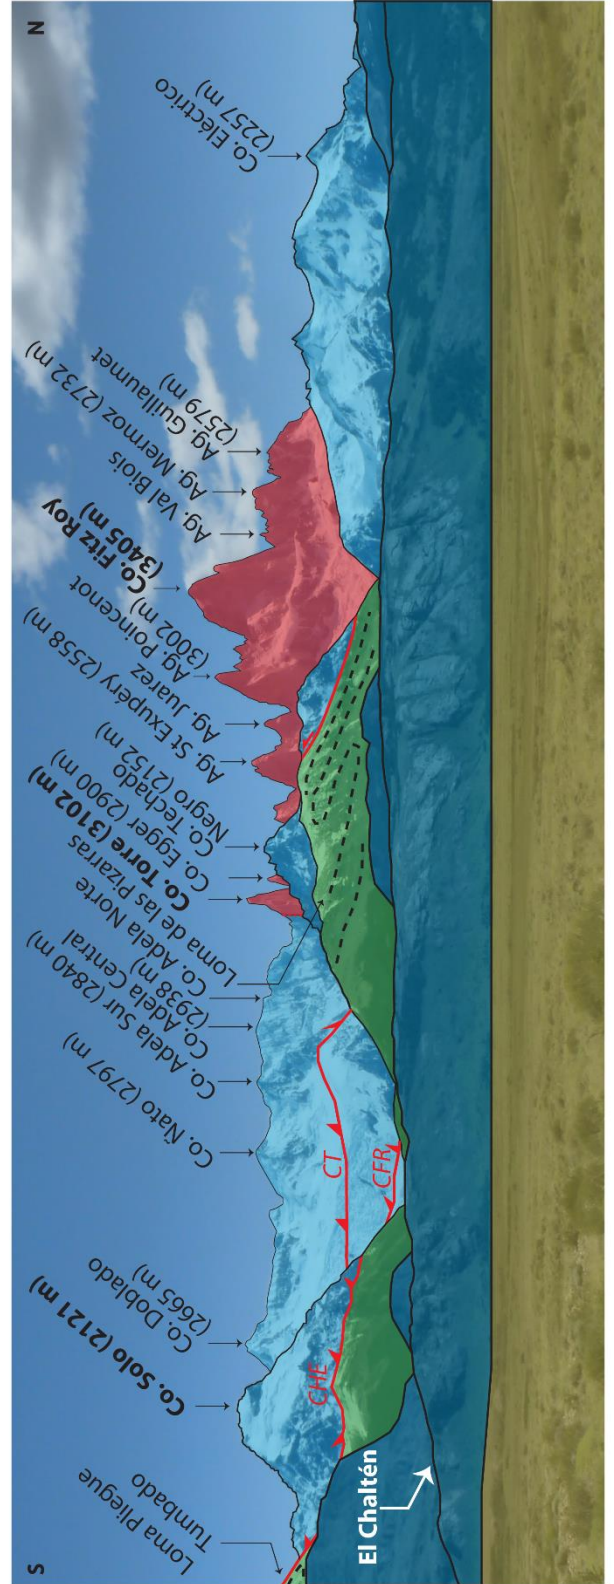 S
N
Loma Pliegue
Tumbado
Co. Solo (2121 m)
Co. Doblado
(2665 m)
Co. Ñato (2797 m)
Co. Adela Sur (2840 m)
Co. Adela Central
(2938 m)
Co. Adela Norte
Loma de las Pizarras
Co. Torre (3102 m)
Co. Egger (2900 m)
Co. Techado
Negro (2152 m)
Ag. St Exupéry (2558 m)
Ag. Juarez
Ag. Poincenot
(3002 m)
Co. Fitz Roy
(3405 m)
Ag. Val Biois
Ag. Mermoz (2732 m)
Ag. Guillaumet
(2579 m)
Co. Eléctrico
(2257 m)
CHE
CT
CFR
El Chaltén